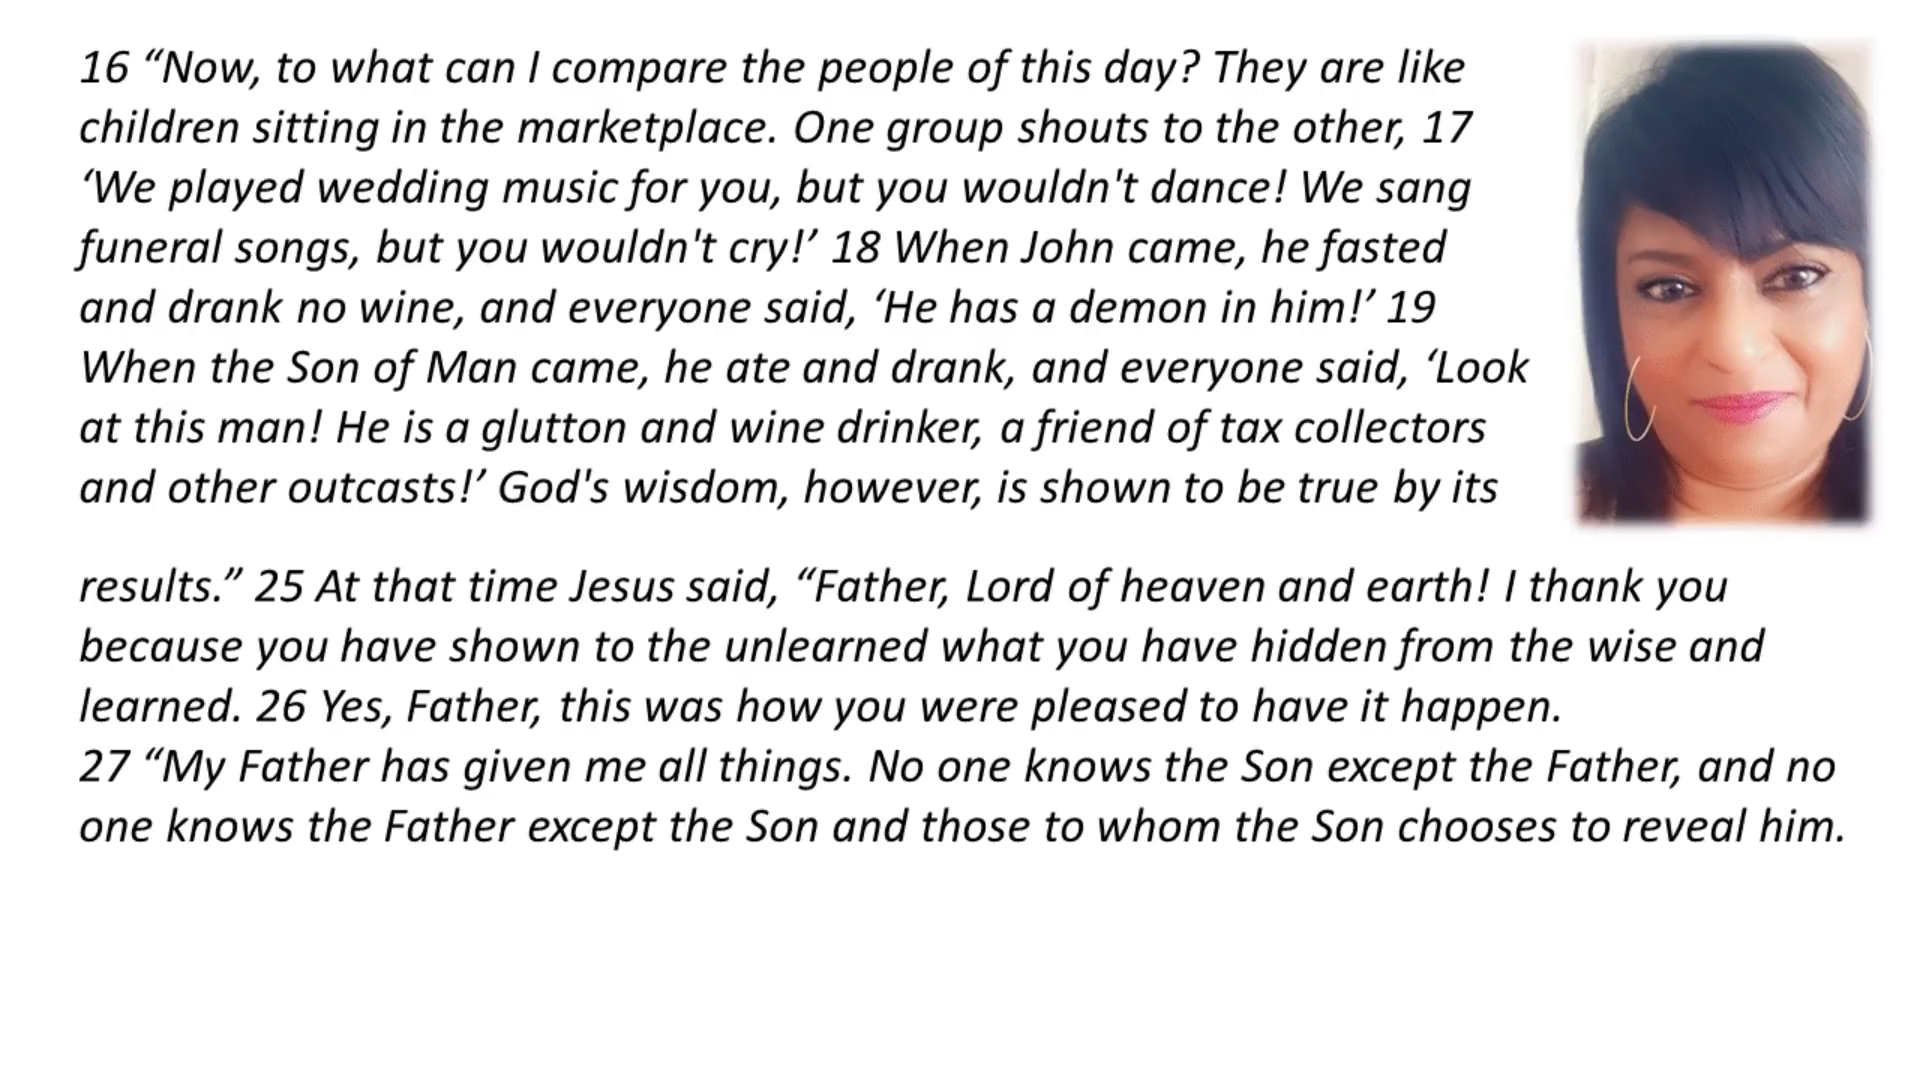 16 “Now, to what can I compare the people of this day? They are like
children sitting in the marketplace. One group shouts to the other, 17
‘We played wedding music for you, but you wouldn't dance! We sang
funeral songs, but you wouldn't cry!’ 18 When John came, he fasted
and drank no wine, and everyone said, ‘He has a demon in him!’ 19
When the Son of Man came, he ate and drank, and everyone said, ‘Look
at this man! He is a glutton and wine drinker, a friend of tax collectors
and other outcasts!’ God's wisdom, however, is shown to be true by its
results.” 25 At that time Jesus said, “Father, Lord of heaven and earth! I thank you
because you have shown to the unlearned what you have hidden from the wise and
learned. 26 Yes, Father, this was how you were pleased to have it happen.
27 “My Father has given me all things. No one knows the Son except the Father, and no
one knows the Father except the Son and those to whom the Son chooses to reveal him.